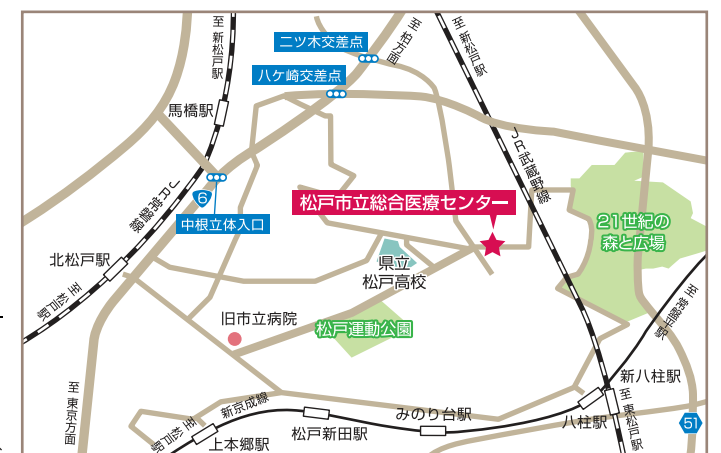 至 新松戸駅
二ツ木交差点
至 柏方面
至 新松戸駅
八ケ崎交差点
馬橋駅
JR武蔵野線
6
JR常磐線
松戸市立総合医療センター
中根立体入口
21世紀の
森と広場
北松戸駅
県立
松戸高校
至 松戸駅
旧市立病院
松戸運動公園
至 常盤平駅
新八柱駅
至 東京方面
新京成線
みのり台駅
八柱駅
至 東松戸駅
51
至 松戸駅
上本郷駅
松戸新田駅